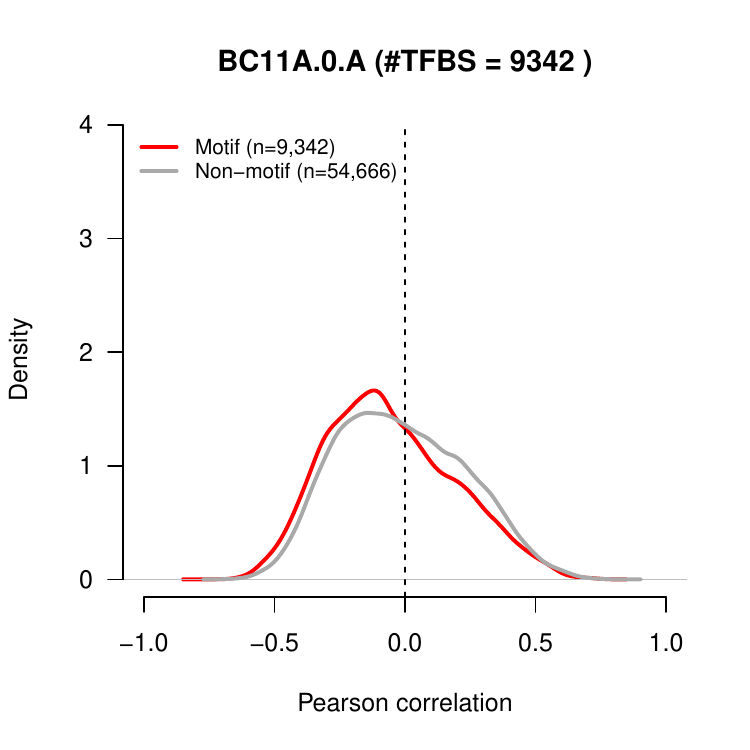 BC11A.0.A (#TFBS = 9342 )
4
3
2
1
0
Density
Motif (n=9,342)
Non−motif (n=54,666)
−1.0 −0.5 0.0 0.5 1.0
Pearson correlation